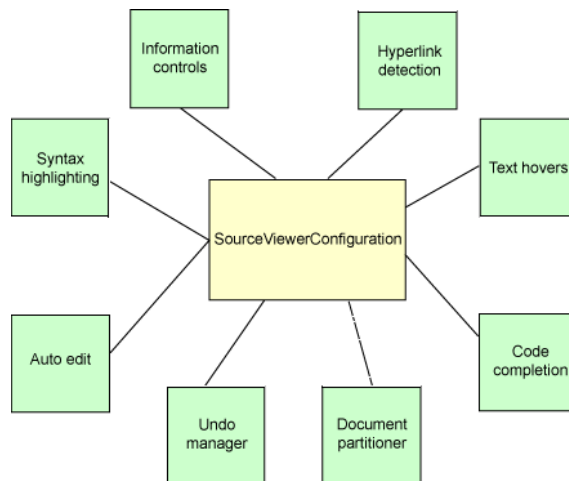 Information
controls
Hyperlink
detection
Syntax
highlighting
Text hovers
SourceViewerConfiguration
Auto edit
Code
completion
Undo
manager
Document
partitioner